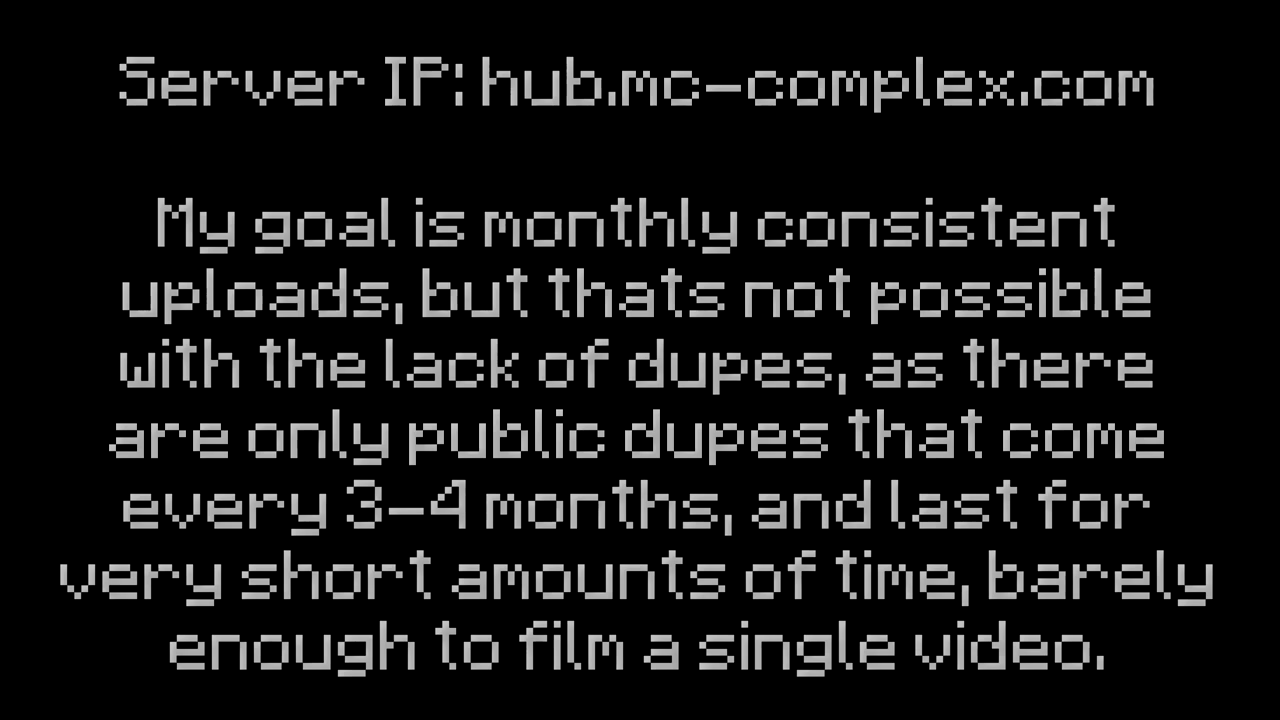 Server IP: hub.mc-complex.com
My goal is monthly consistent
uploads, but thats not possible
with the lack of dupes, as there
are only public dupes that come
every 3-4 months, and last for
very short amounts of time, barely
enough to film a single video.